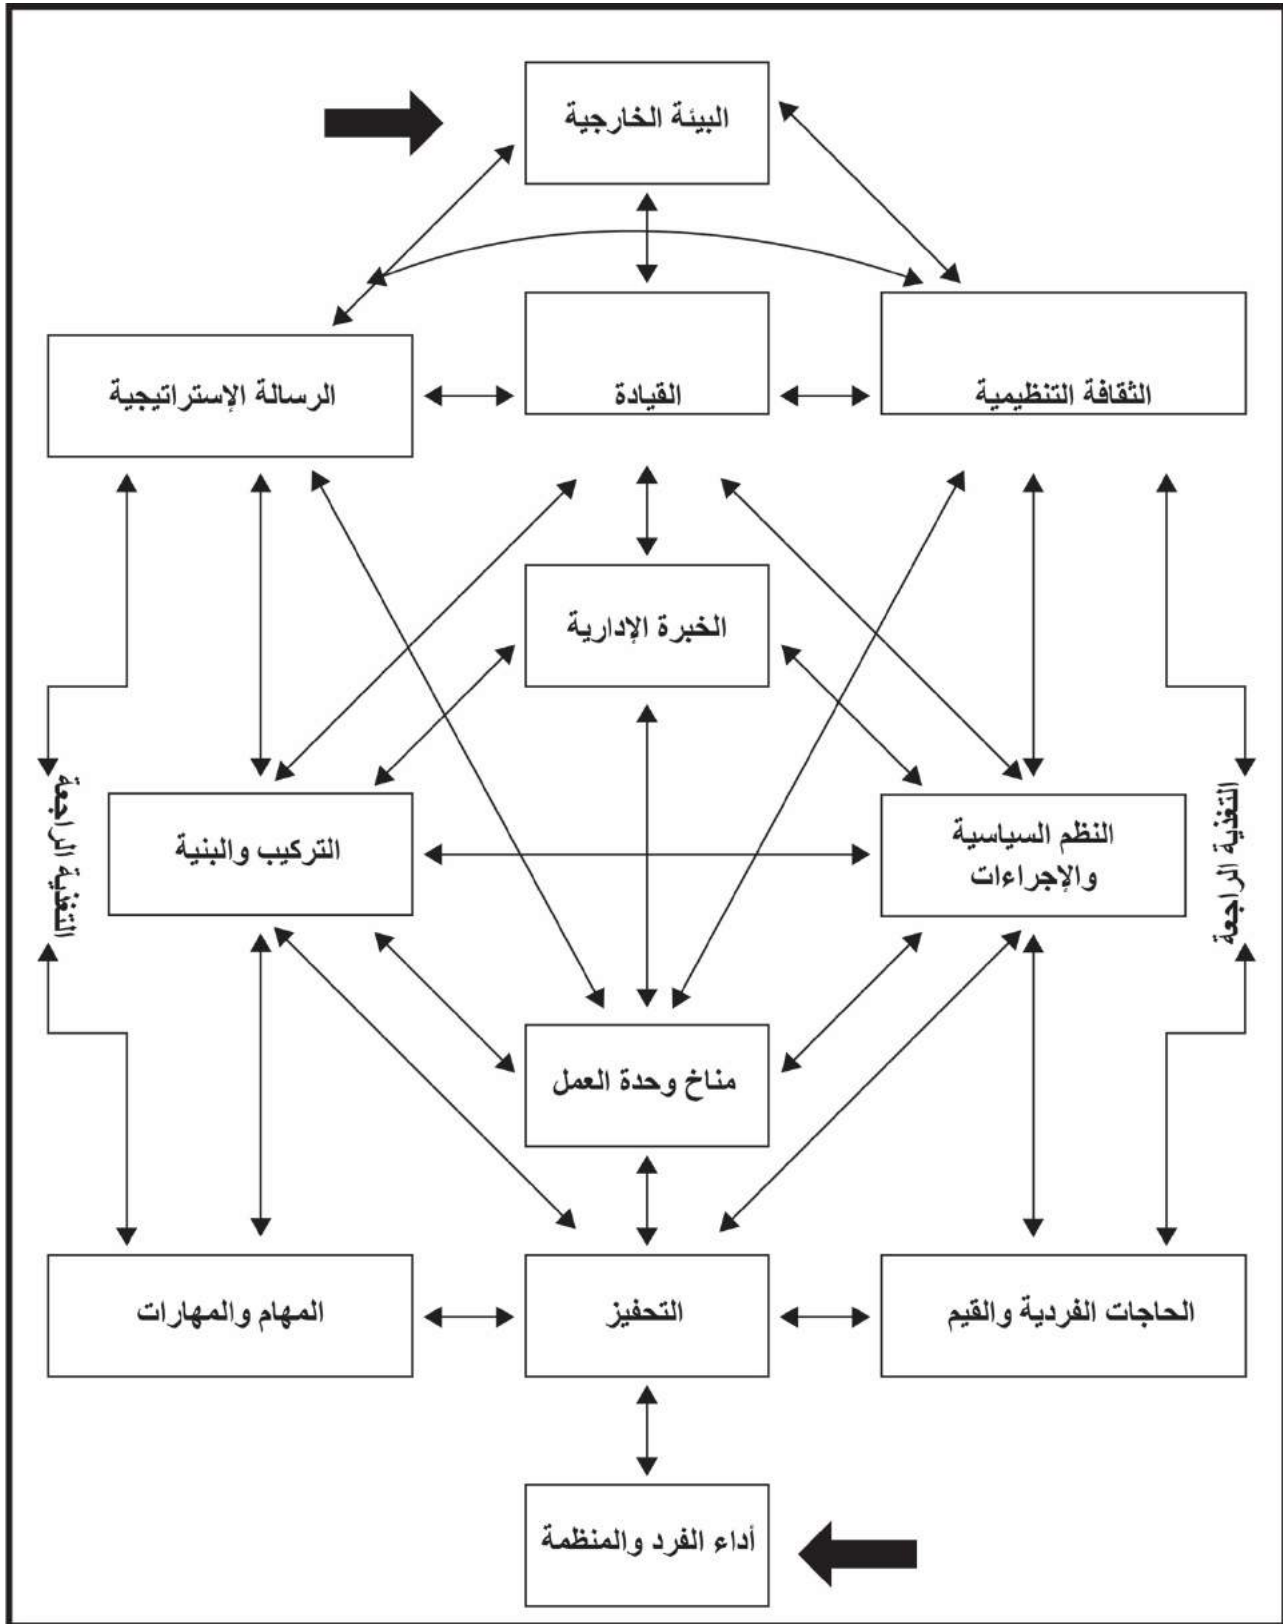 البيئة الخارجية
الثقافة التنظيمية
القيادة
الرسالة الإستراتيجية
الخبرة الإدارية
التغذية الراجعة
النظم السياسية
والإجراءات
التركيب والبنية
التغذية الراجعة
مناخ وحدة العمل
الحاجات الفردية والقيم
التحفيز
المهام والمهارات
أداء الفرد والمنظمة